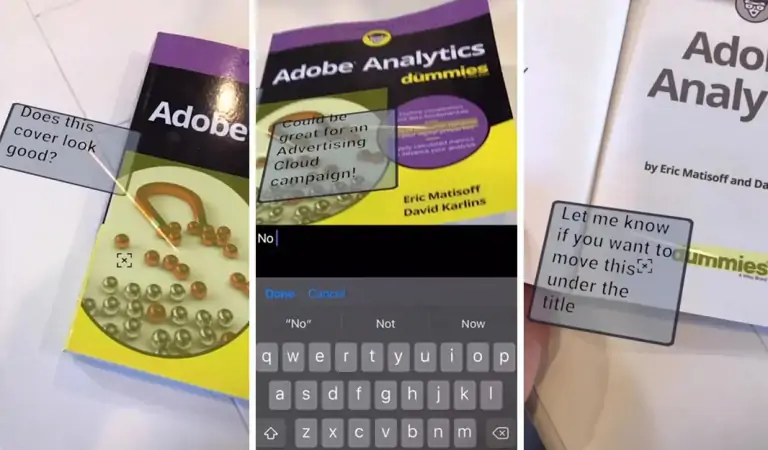 Adobe
Does this
cover look
good?
Adobe Analytics
dummies
Could be
great for an
Advertising
Cloud
campaign!
Eric Matisoff
David Karlins
No
Done Cancel
"No" Not Now
q w e r t y u i o p
a s d f g h j k l
z x c v b n m
Ado
Analy
by Eric Matisoff and Da
Let me know
if you want to
move this
under the
title
dummies
A Wiley Brand